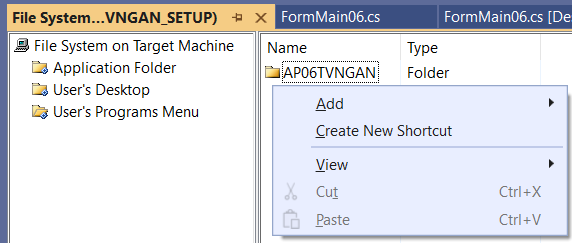 File System...VNGAN_SETUP)
FormMain06.cs
FormMain06.cs [De
File System on Target Machine
Application Folder
User's Desktop
User's Programs Menu
Name Type
AP06TVNGAN Folder
Add
Create New Shortcut
View
Cut Ctrl+X
Paste Ctrl+V